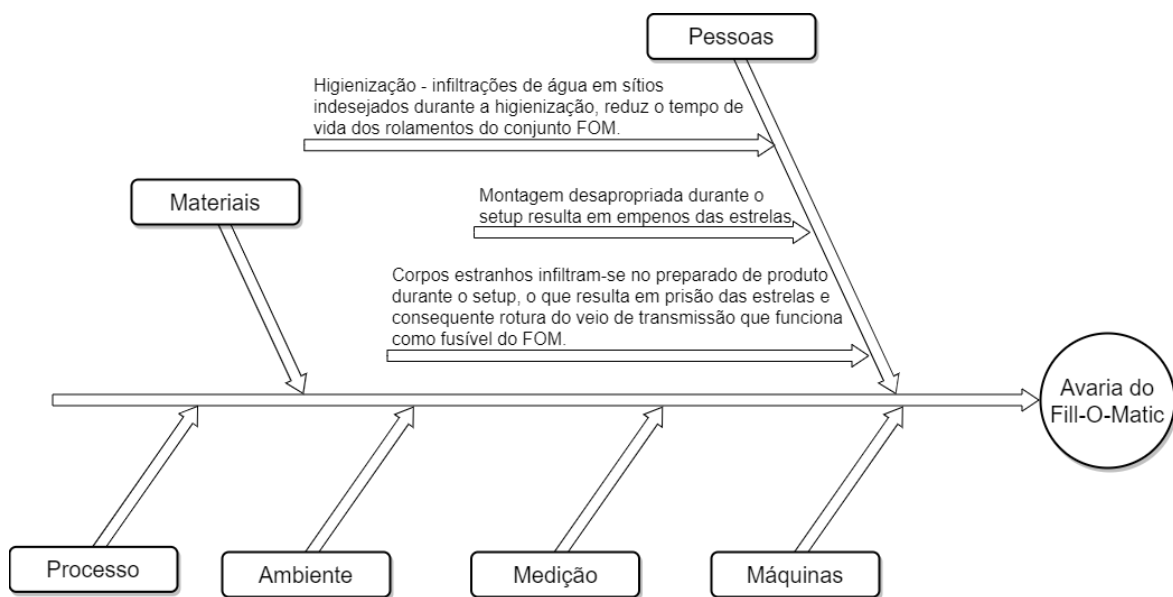 Pessoas
Higienização - infiltrações de água em sítios
indesejados durante a higienização, reduz o tempo de
vida dos rolamentos do conjunto FOM.
Materiais
Montagem desapropriada durante o
setup resulta em empenos das estrelas.
Corpos estranhos infiltram-se no preparado de produto
durante o setup, o que resulta em prisão das estrelas e
consequente rotura do veio de transmissão que funciona
como fusível do FOM.
Avaria do
Fill-O-Matic
Processo
Ambiente
Medição
Máquinas